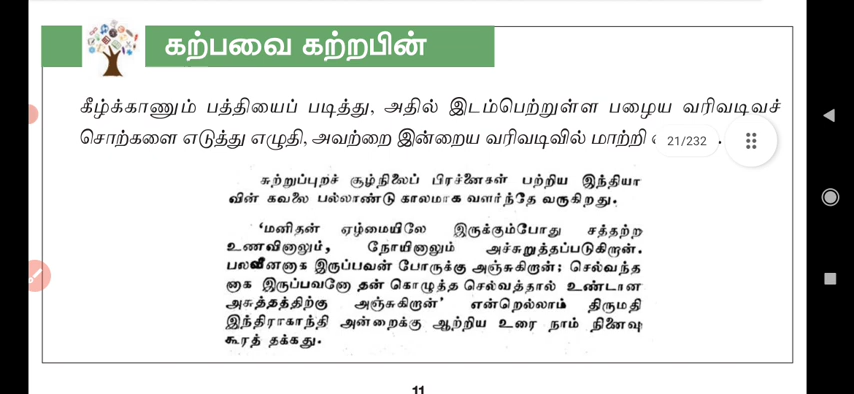 கற்பவை கற்றபின்
கீழ்க்காணும் பத்தியைப் படித்து, அதில் இடம்பெற்றுள்ள பழைய வரிவடிவச்
சொற்களை எடுத்து எழுதி, அவற்றை இன்றைய வரிவடிவில் மாற்றி
21/232
சுற்றுப்புறச் சூழ்நிலைப் பிரச்னைகள் பற்றிய இந்தியா
வின் கவலை பல்லாண்டு காலமாக வளர்ந்தே வருகிறது.
'மனிதன் ஏழ்மையிலே இருக்கும்போது சத்தற்ற
உணவினாலும், நோயினாலும் அச்சுறுத்தப்படுகிறான்.
பலவீனனாக இருப்பவன் போருக்கு அஞ்சுகிறான்; செல்வந்த
னாக இருப்பவனோ தன் கொழுத்த செல்வத்தால் உண்டான
அசுத்தத்திற்கு அஞ்சுகிறான்' என்றெல்லாம் திருமதி
இந்திராகாந்தி அன்றைக்கு ஆற்றிய உரை நாம் நினைவு
கூரத் தக்கது.
11